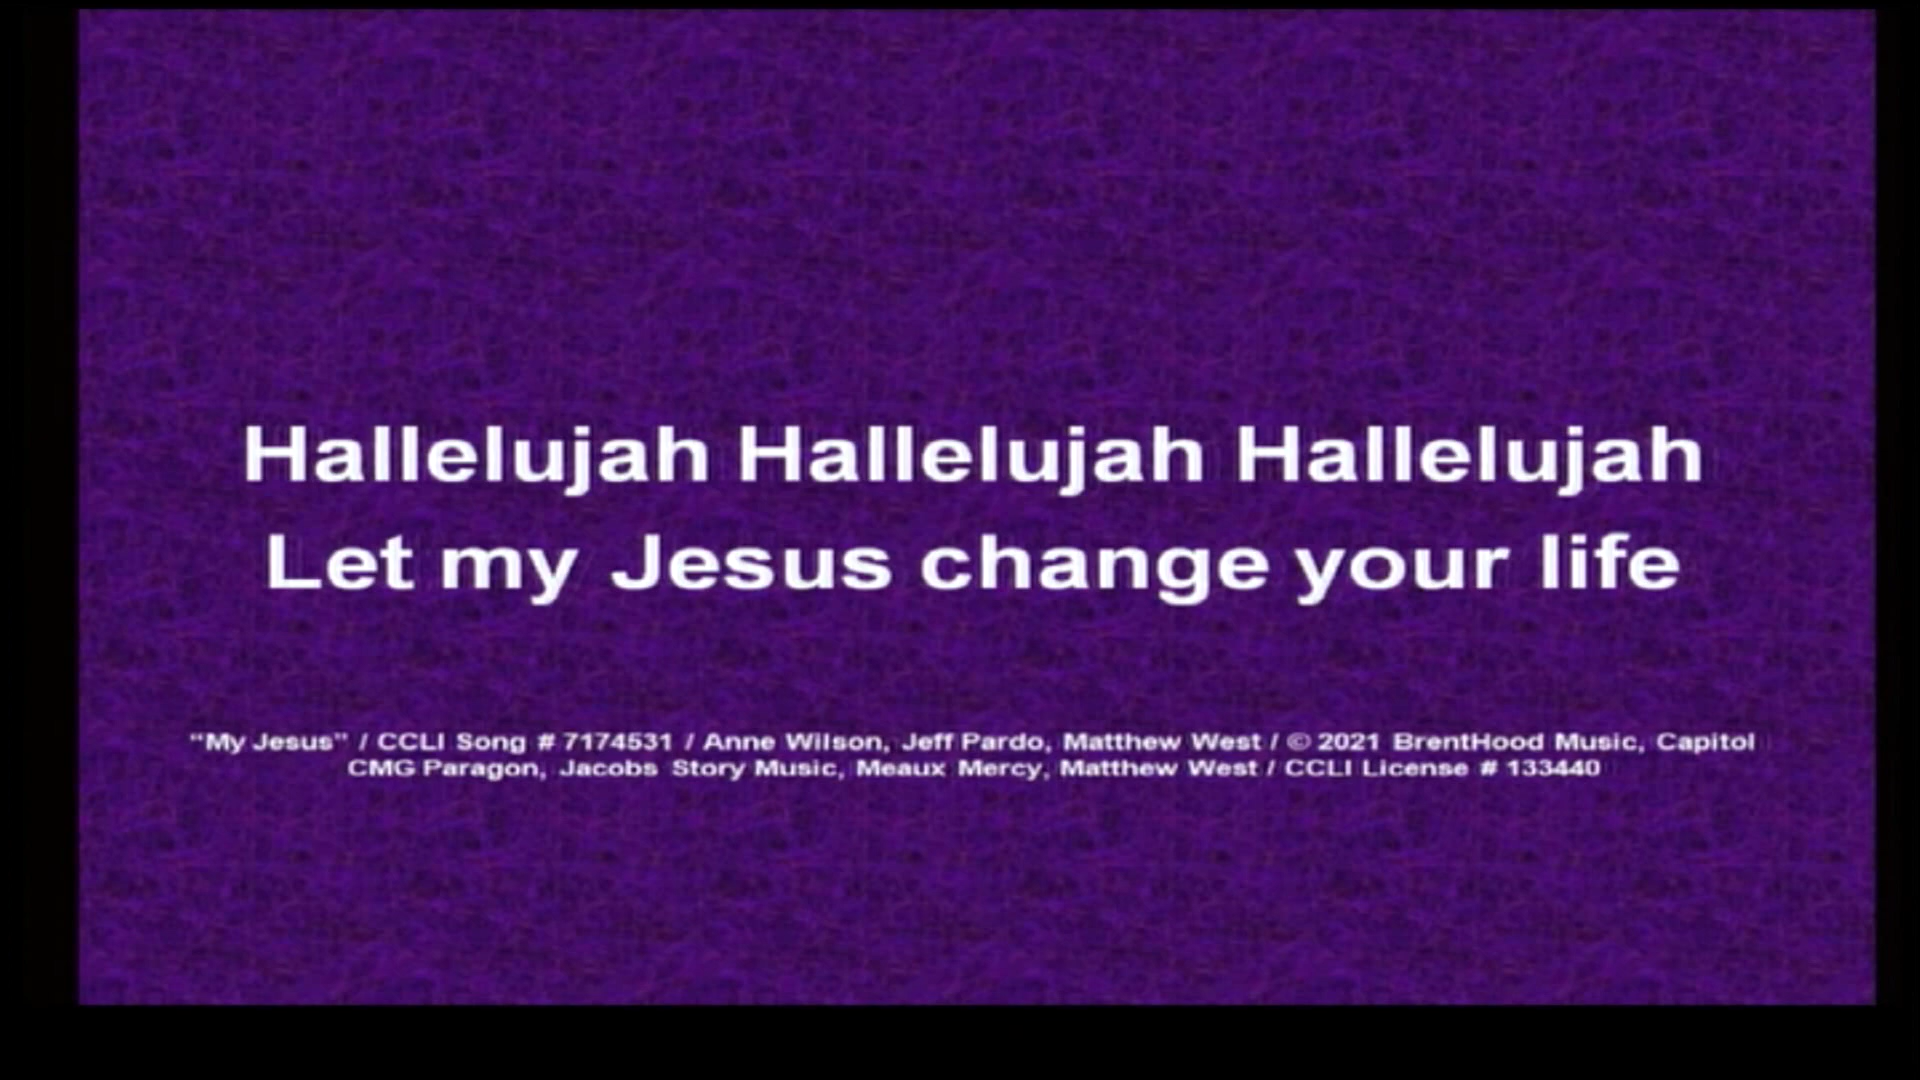 Hallelujah Hallelujah Hallelujah
Let my Jesus change your life
“My Jesus” / CCLI Song # 7174531 / Anne Wilson, Jeff Pardo, Matthew West / © 2021 BrentHood Music, Capitol
CMG Paragon, Jacobs Story Music, Meaux Mercy, Matthew West / CCLI License # 133440